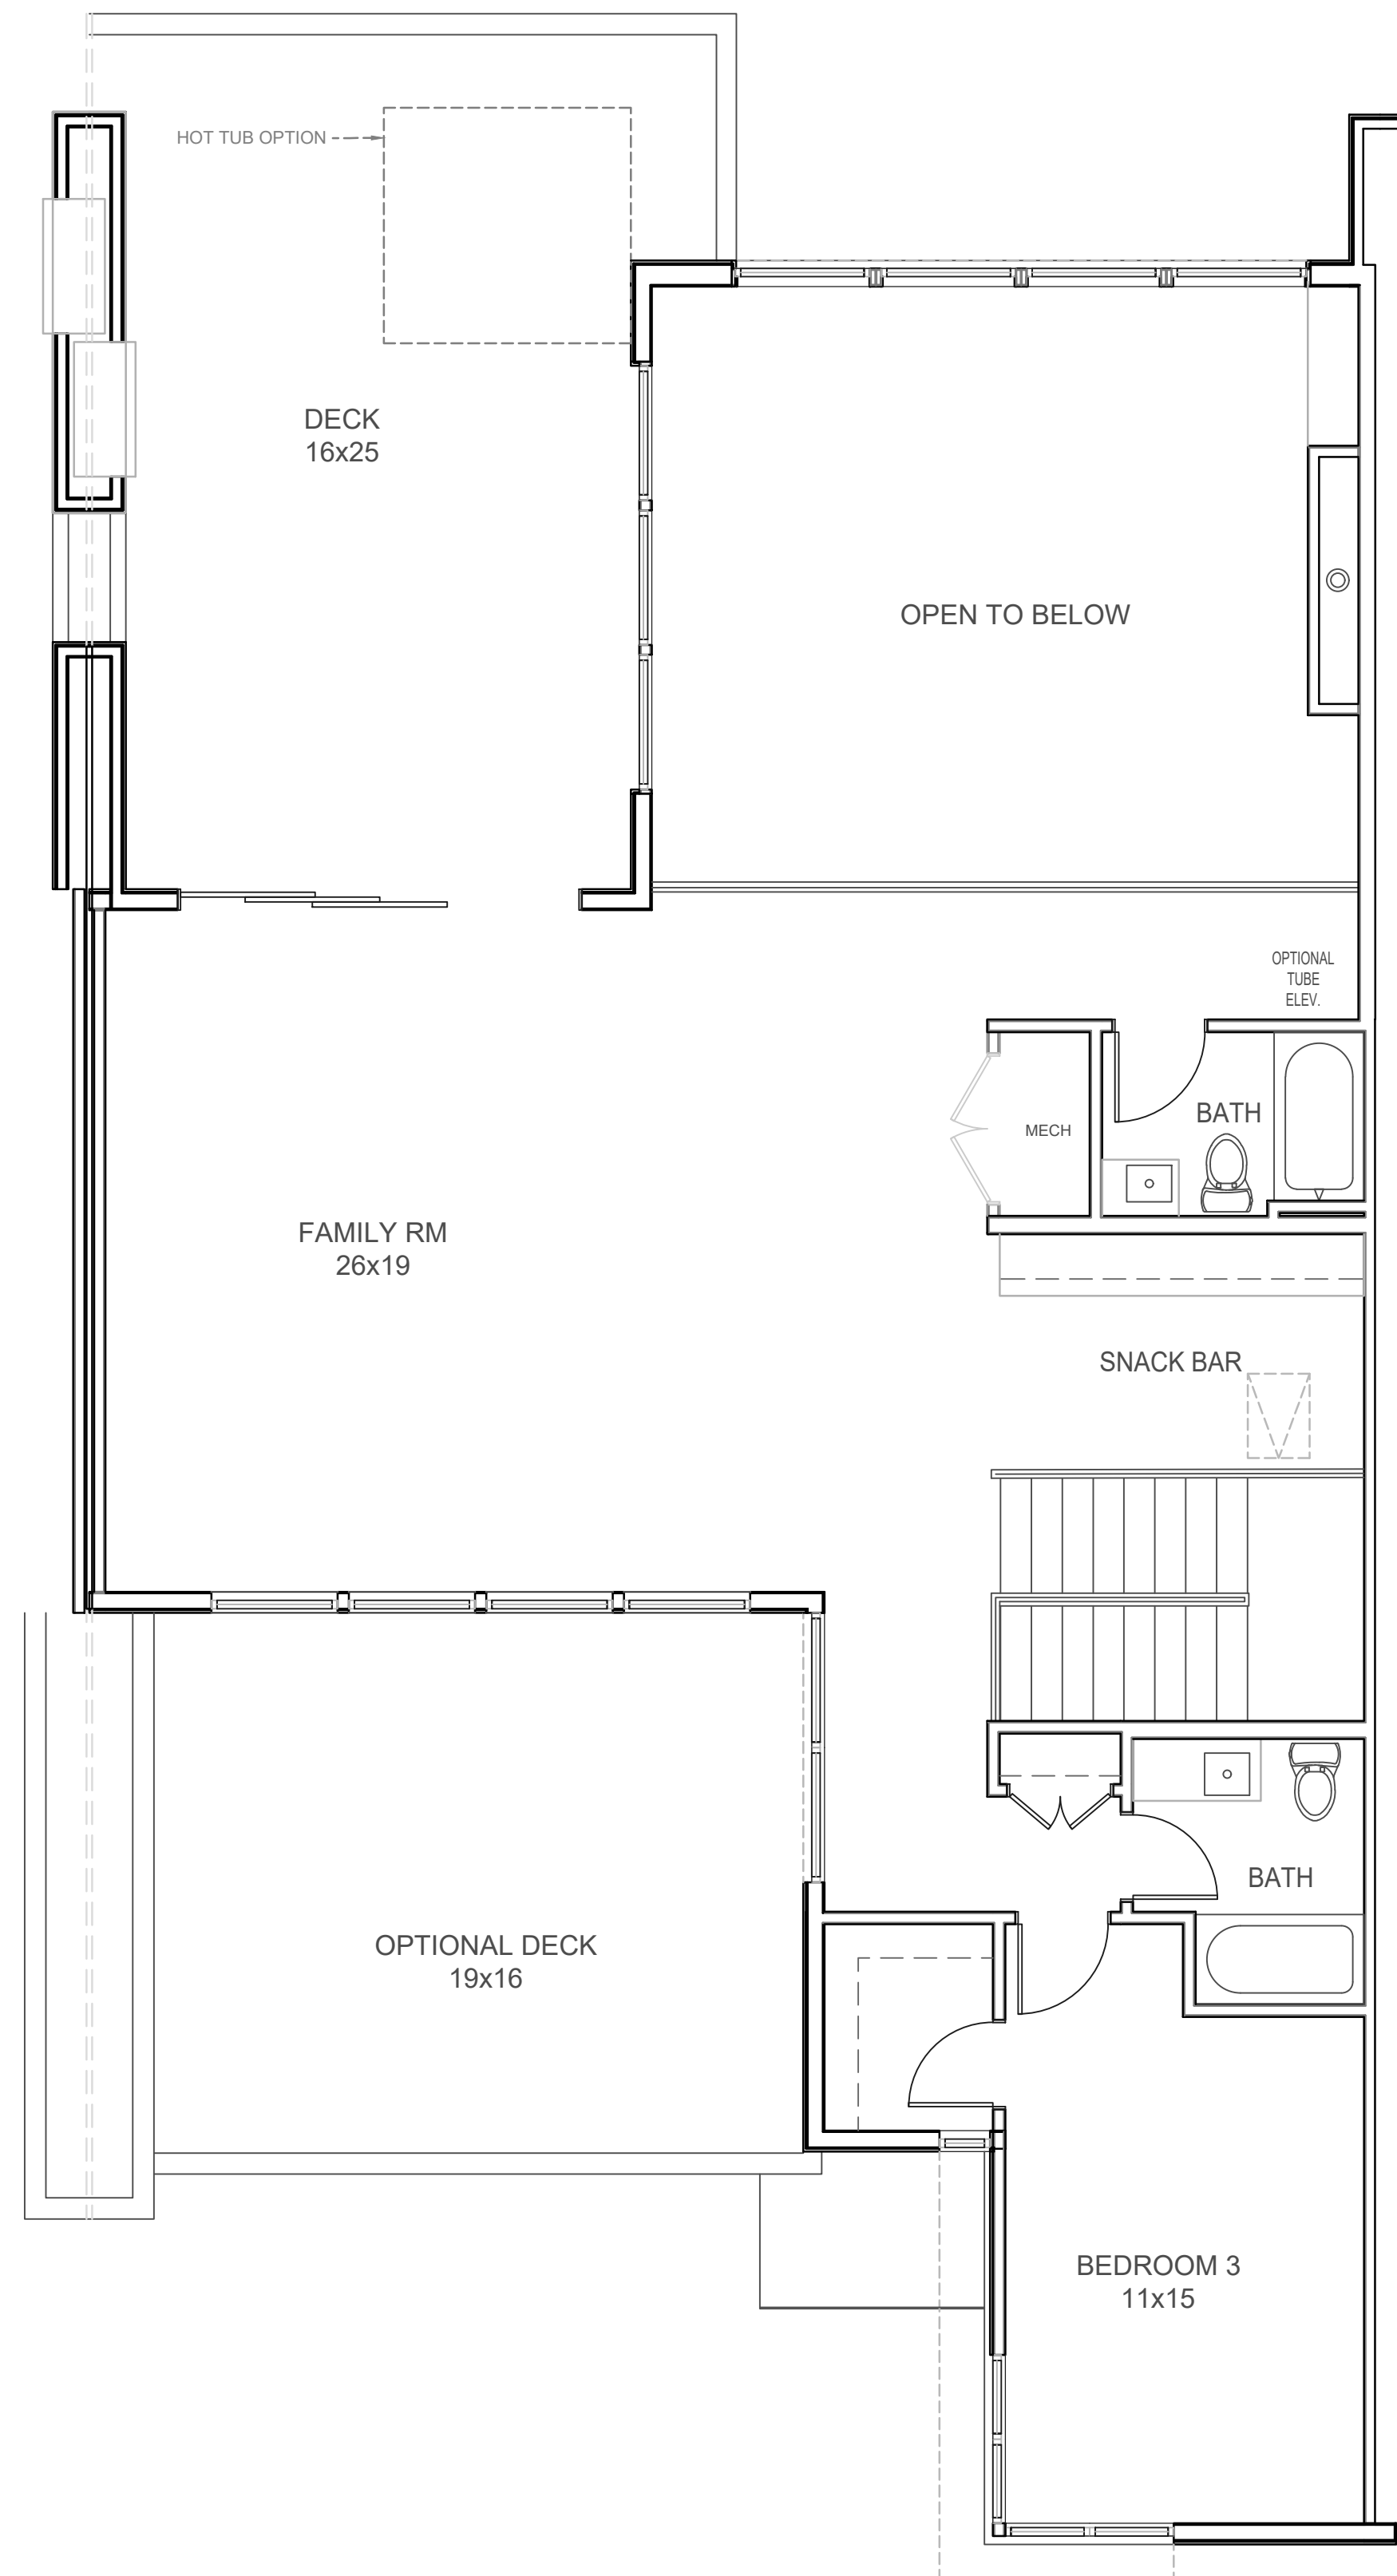 HOT TUB OPTION
DECK
16x25
OPEN TO BELOW
OPTIONAL
TUBE
ELEV.
BATH
MECH
FAMILY RM
26x19
SNACK BAR
BATH
OPTIONAL DECK
19x16
BEDROOM 3
11x15